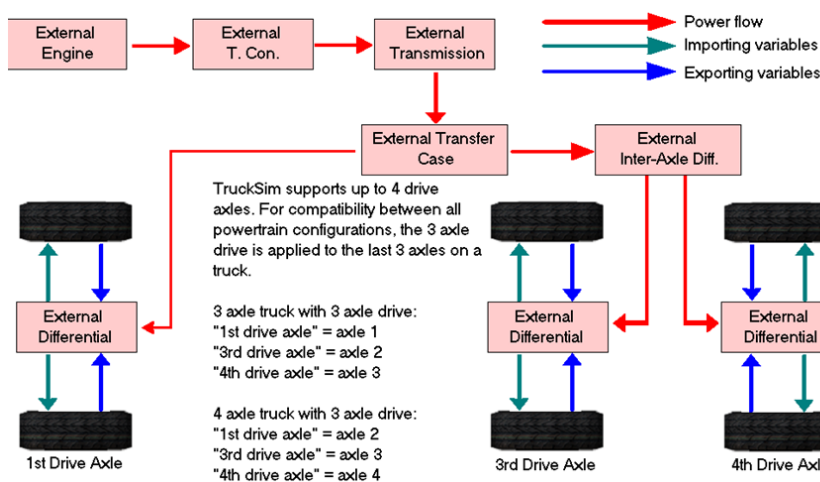 External
Engine
External
T. Con.
External
Transmission
Power flow
Importing variables
Exporting variables
External Transfer
Case
External
Inter-Axle Diff.
TruckSim supports up to 4 drive
axles. For compatibility between all
powertrain configurations, the 3 axle
drive is applied to the last 3 axles on a
truck.
3 axle truck with 3 axle drive:
"1st drive axle" = axle 1
"3rd drive axle" = axle 2
"4th drive axle" = axle 3
4 axle truck with 3 axle drive:
"1st drive axle" = axle 2
"3rd drive axle" = axle 3
"4th drive axle" = axle 4
External
Differential
External
Differential
External
Differential
1st Drive Axle
3rd Drive Axle
4th Drive Axl